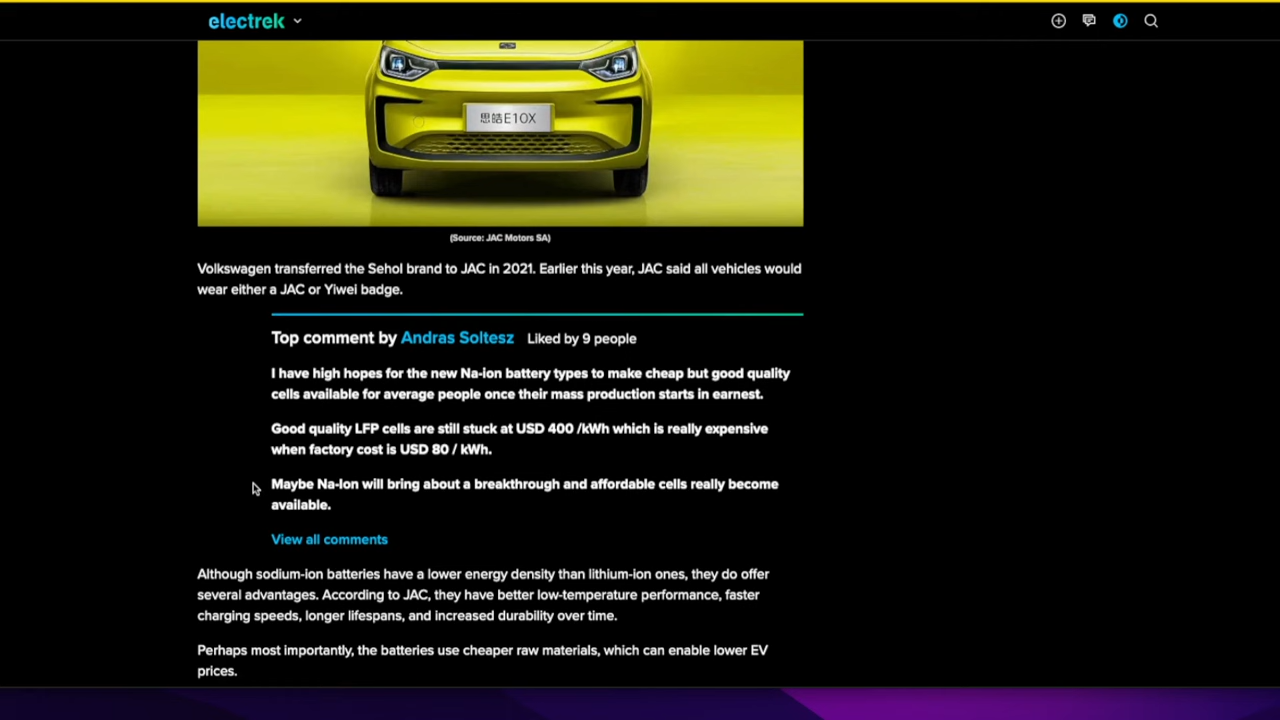 electrek
思皓E10X
(Source: JAC Motors SA)
Volkswagen transferred the Sehol brand to JAC in 2021. Earlier this year, JAC said all vehicles would
wear either a JAC or Yiwei badge.
Top comment by Andras Soltesz Liked by 9 people
I have high hopes for the new Na-ion battery types to make cheap but good quality
cells available for average people once their mass production starts in earnest.
Good quality LFP cells are still stuck at USD 400 /kWh which is really expensive
when factory cost is USD 80 / kWh.
Maybe Na-Ion will bring about a breakthrough and affordable cells really become
available.
View all comments
Although sodium-ion batteries have a lower energy density than lithium-ion ones, they do offer
several advantages. According to JAC, they have better low-temperature performance, faster
charging speeds, longer lifespans, and increased durability over time.
Perhaps most importantly, the batteries use cheaper raw materials, which can enable lower EV
prices.